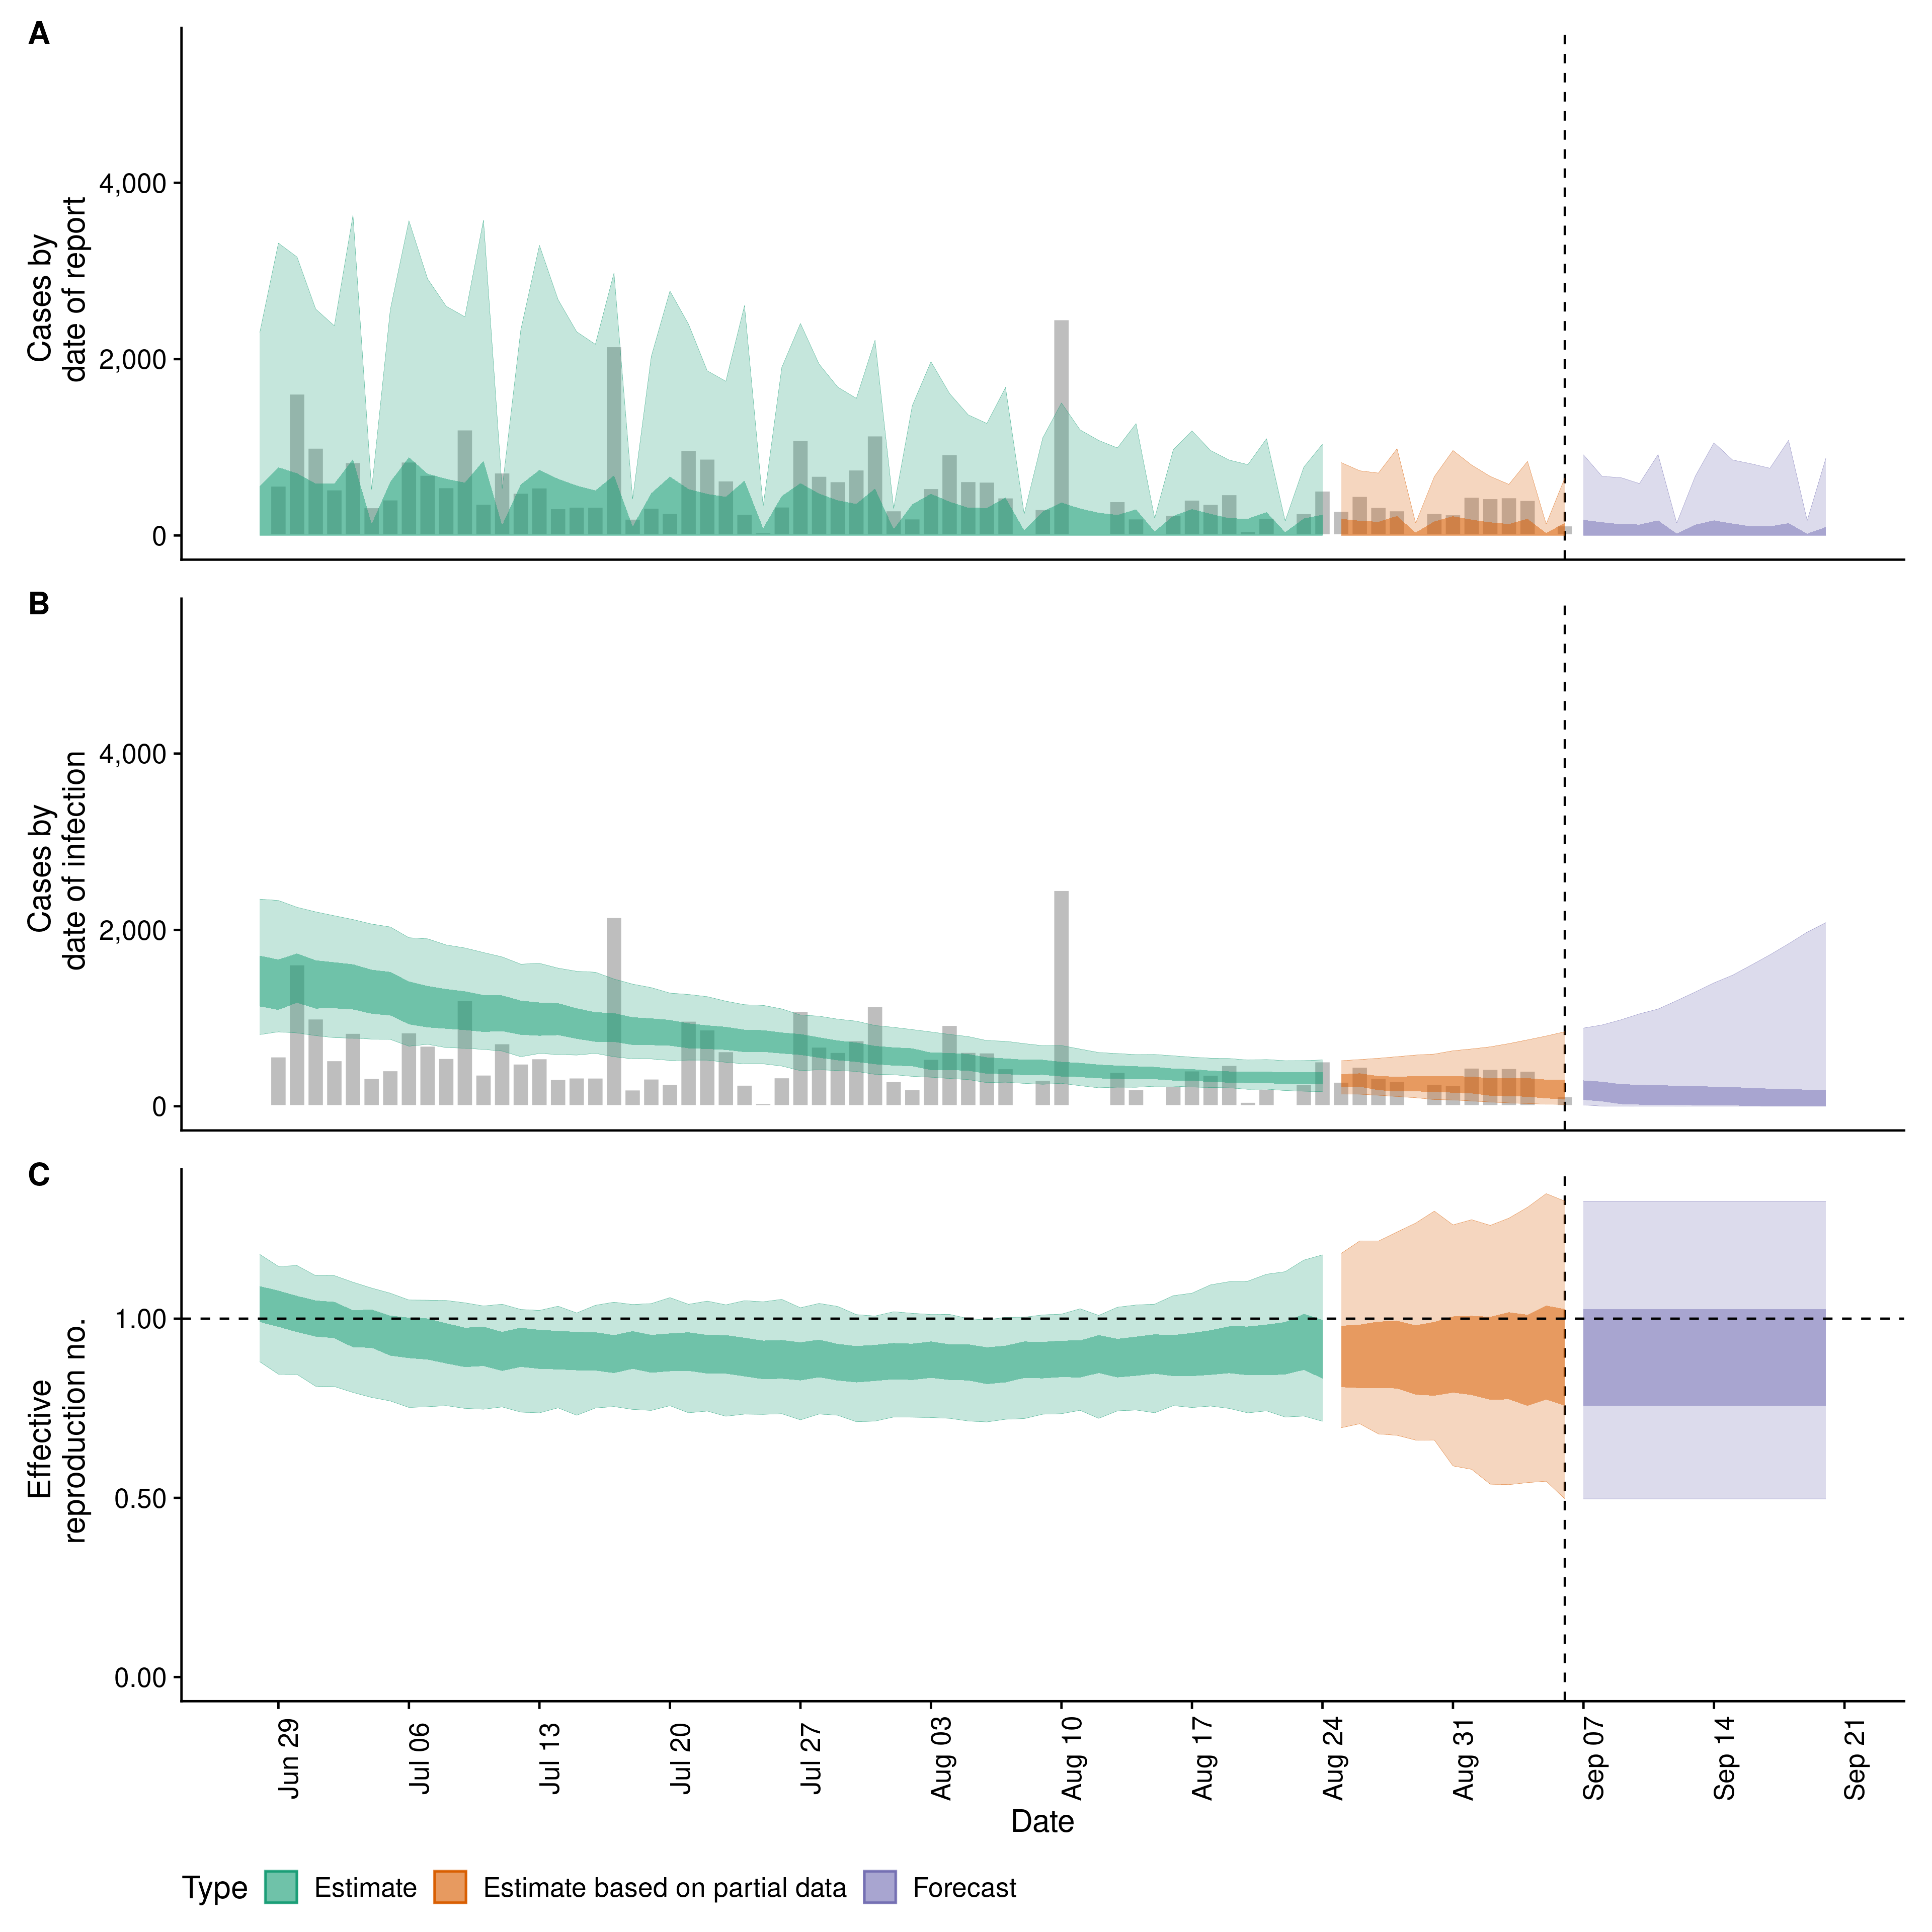 A
Cases by
date of report
4,000
2,000
0
B
Cases by
date of infection
4,000
2,000
0
C
Effective
reproduction no.
1.00
0.50
0.00
Jun 29
Jul 06
Jul 13
Jul 20
Jul 27
Aug 03
Aug 10
Aug 17
Aug 24
Aug 31
Sep 07
Sep 14
Sep 21
Date
Type Estimate Estimate based on partial data Forecast